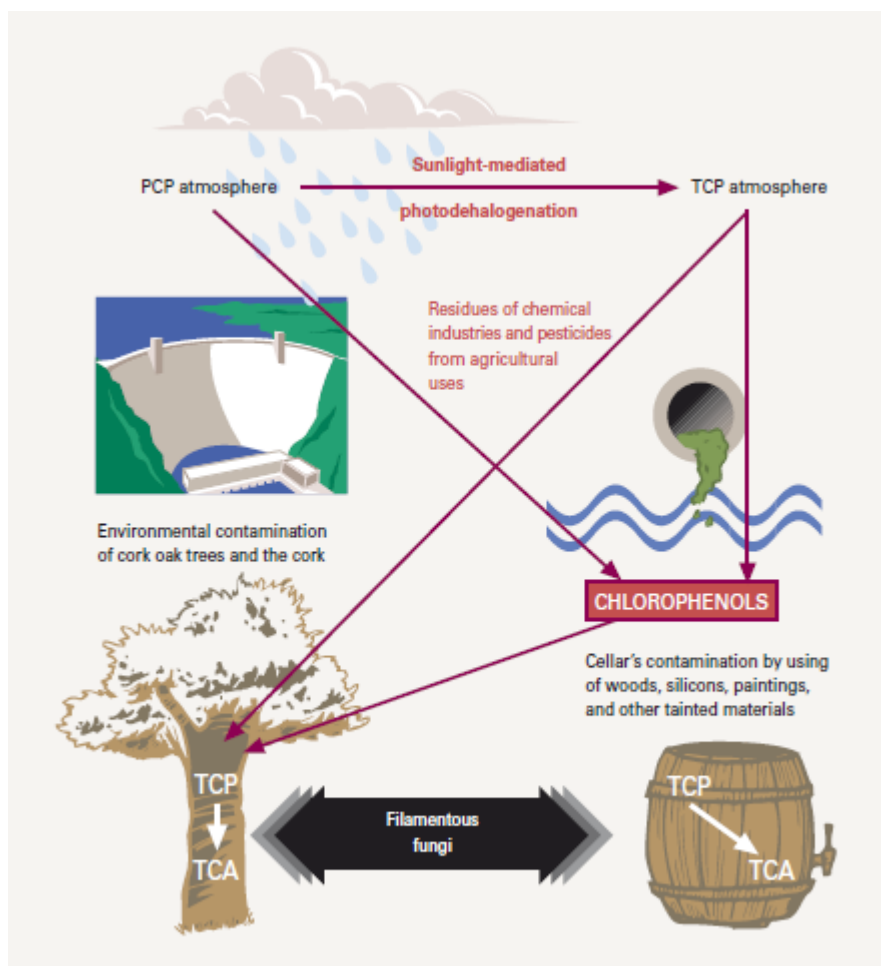 Sunlight-mediated
PCP atmosphere
TCP atmosphere
photodehalogenation
Residues of chemical
industries and pesticides
from agricultural
uses
Environmental contamination
of cork oak trees and the cork
CHLOROPHENOLS
Cellar's contamination by using
of woods, silicons, paintings,
and other tainted materials
TCP
TCA
Filamentous
fungi
TCP
TCA